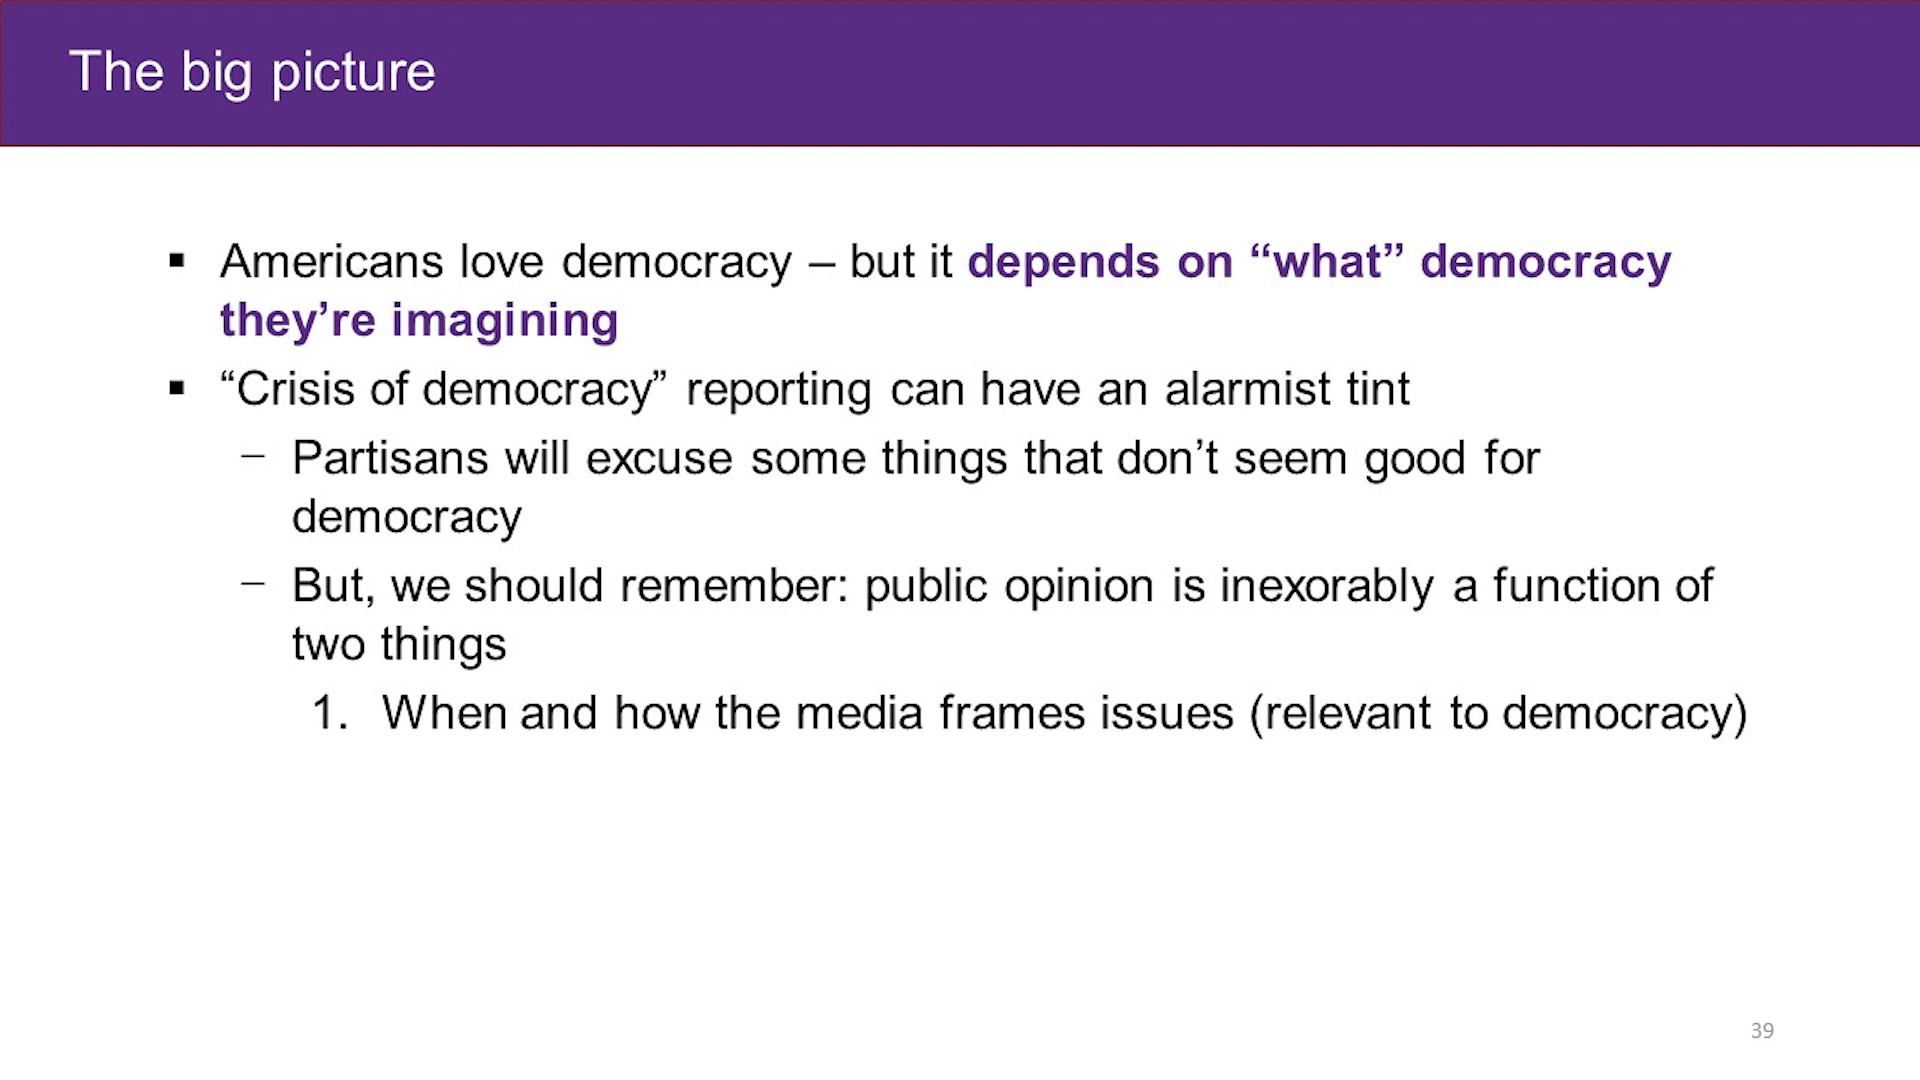 The big picture
▪ Americans love democracy – but it depends on “what” democracy
they’re imagining
▪ “Crisis of democracy” reporting can have an alarmist tint
– Partisans will excuse some things that don’t seem good for
democracy
– But, we should remember: public opinion is inexorably a function of
two things
1. When and how the media frames issues (relevant to democracy)
39